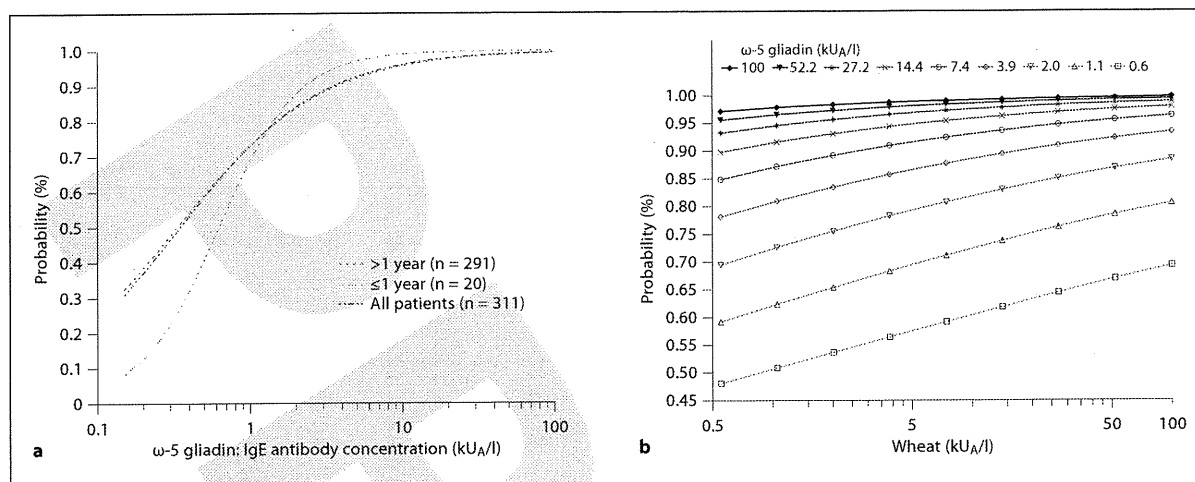 1.0
0.9
0.8
0.7
0.6
0.5
0.4
0.3
0.2
0.1
0
Probability (%)
>1 year (n = 291)
≤1 year (n = 20)
All patients (n = 311)
0.1 1 10 100
a ω-5 gliadin: IgE antibody concentration (kUA/l)
ω-5 gliadin (kUA/l)
100 52.2 27.2 14.4 7.4 3.9 2.0 1.1 0.6
1.00
0.95
0.90
0.85
0.80
0.75
0.70
0.65
0.60
0.55
0.50
0.45
Probability (%)
0.5 5 50 100
b Wheat (kUA/l)